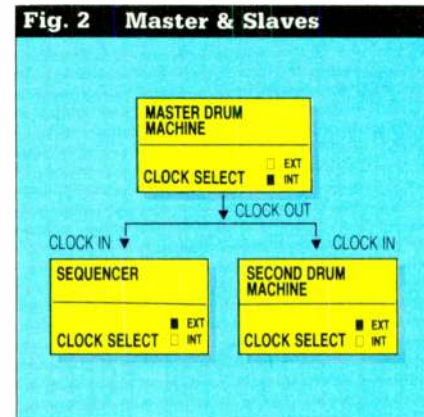 Fig. 2 Master & Slaves
MASTER DRUM
MACHINE
EXT
CLOCK SELECT INT
CLOCK OUT
CLOCK IN CLOCK IN
SEQUENCER
EXT
CLOCK SELECT INT
SECOND DRUM
MACHINE
EXT
CLOCK SELECT INT